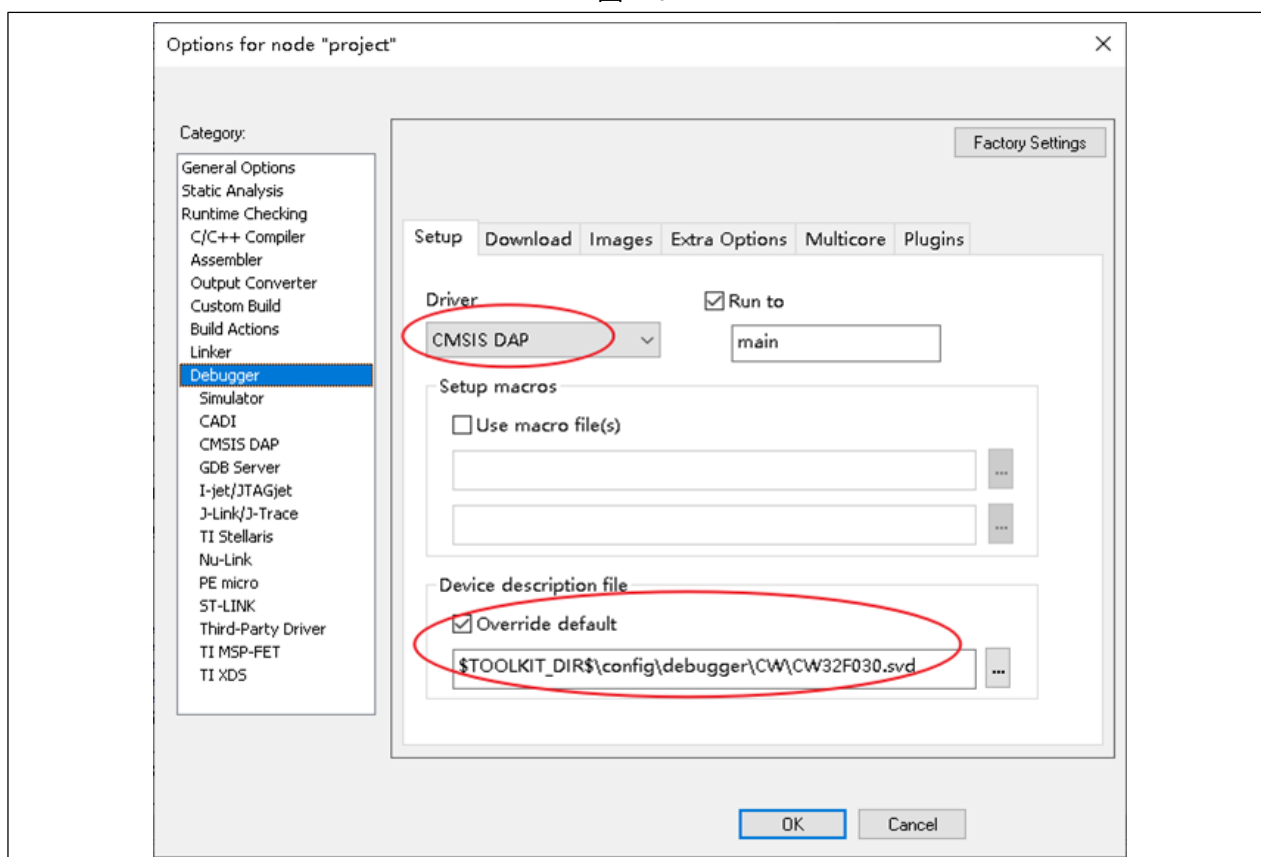 Options for node "project"
Category:
Factory Settings
General Options
Static Analysis
Runtime Checking
C/C++ Compiler
Assembler
Output Converter
Custom Build
Build Actions
Linker
Debugger
Simulator
CADI
CMSIS DAP
GDB Server
I-jet/JTAGjet
J-Link/J-Trace
TI Stellaris
Nu-Link
PE micro
ST-LINK
Third-Party Driver
TI MSP-FET
TI XDS
Setup Download Images Extra Options Multicore Plugins
Driver
Run to
CMSIS DAP
main
Setup macros
Use macro file(s)
...
...
Device description file
Override default
$TOOLKIT_DIR$\config\debugger\CW\CW32F030.svd
...
OK Cancel